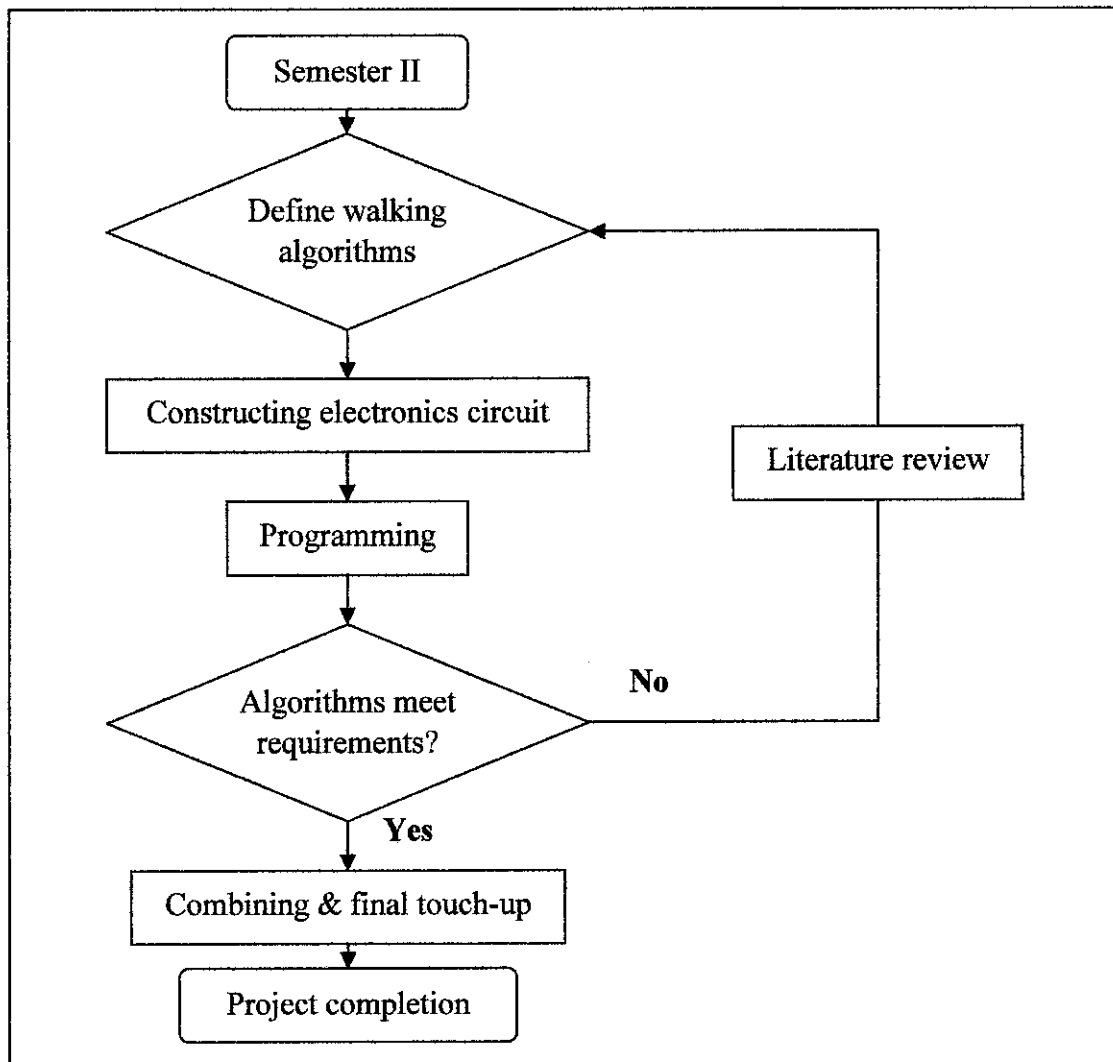 Semester II
Define walking
algorithms
Constructing electronics circuit
Literature review
Programming
Algorithms meet
requirements?
No
Yes
Combining & final touch-up
Project completion